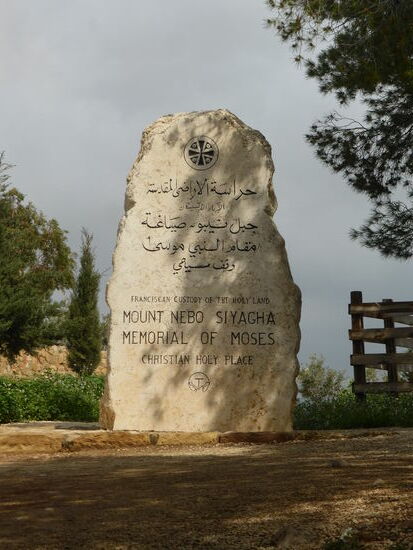 حراسة الاراضي المقدسة
جبل نيبو - صياغة
مقام النبي موسى
وقف مسيحي
FRANCISCAN CUSTODY OF THE HOLY LAND
MOUNT NEBO SIYAGHA
MEMORIAL OF MOSES
CHRISTIAN HOLY PLACE